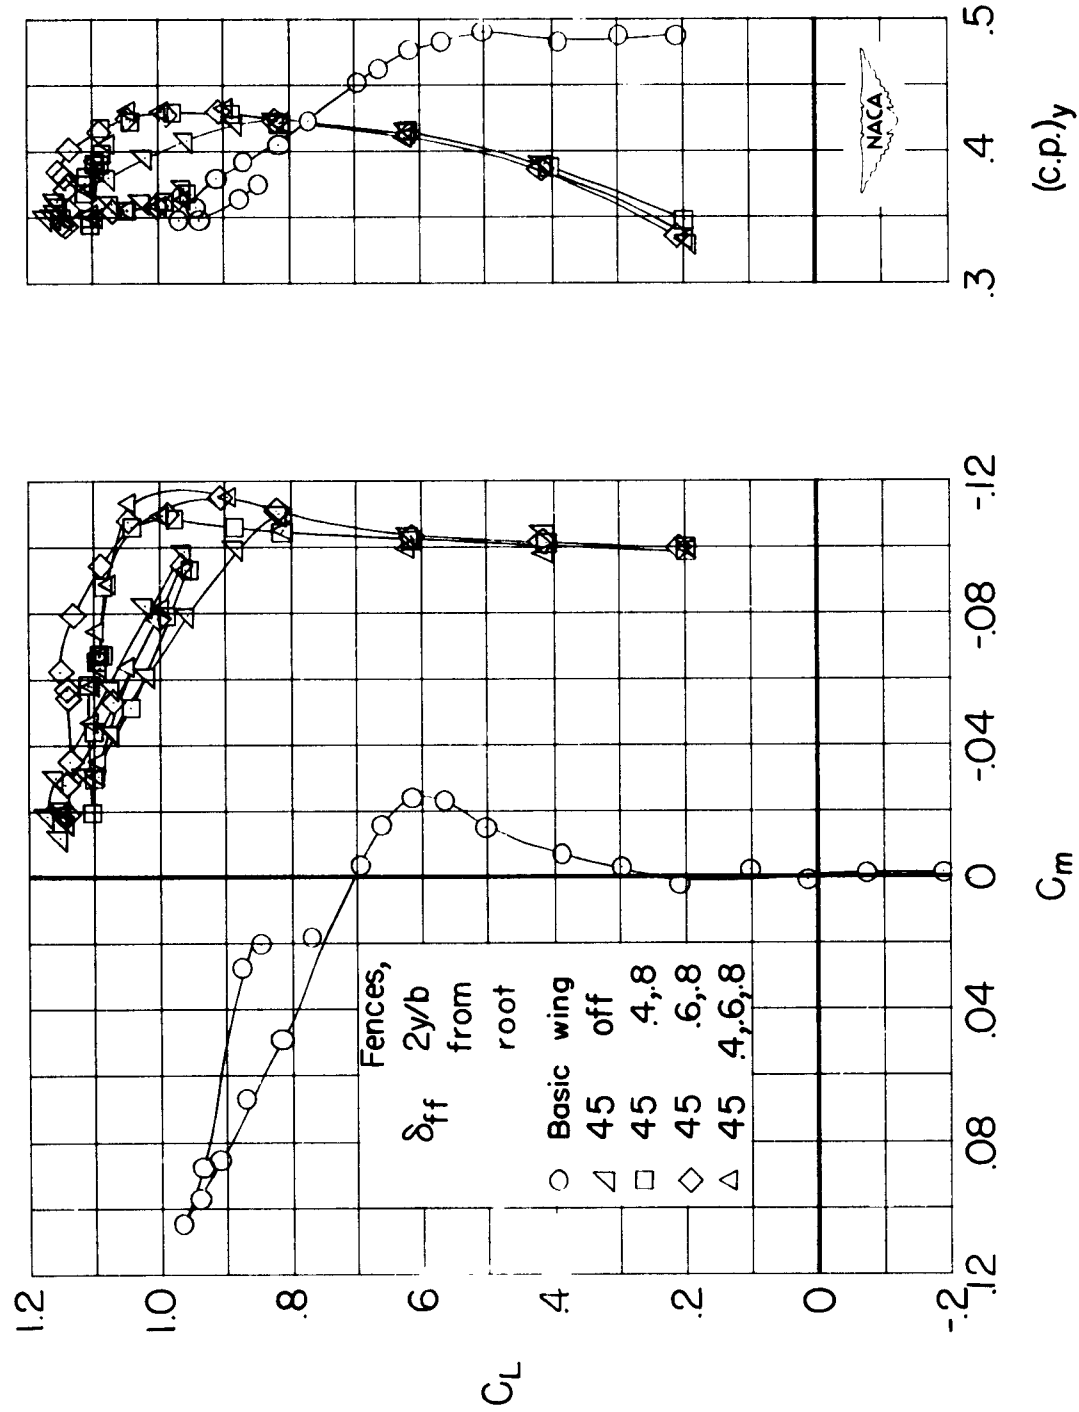 1.2
1.0
.8
.6
.4
.2
0
-.2
C_L
.12
.08
.04
0
-.04
-.08
-.12
C_m
δ_ff
Fences,
2y/b
from
root
○ Basic wing
45 off
□ 45 .4,.8
◇ 45 .6,.8
△ 45 .4,.6,.8
.3
.4
.5
(c.p.)_y
NACA